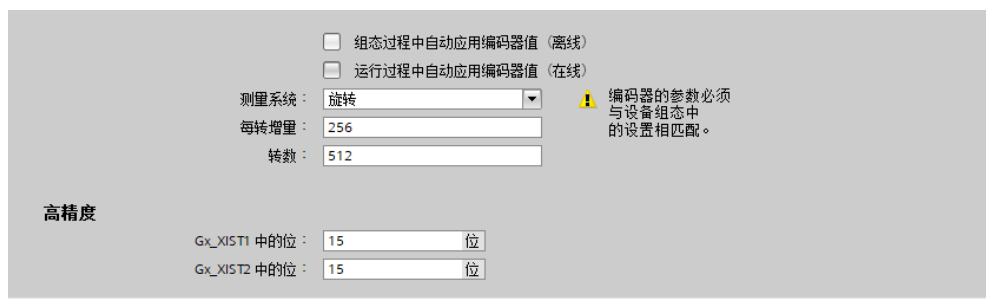 组态过程中自动应用编码器值（离线）
运行过程中自动应用编码器值（在线）
测量系统： 旋转
编码器的参数必须
与设备组态中
的设置相匹配。
每转增量： 256
转数： 512
高精度
Gx_XIST1 中的位： 15 位
Gx_XIST2 中的位： 15 位